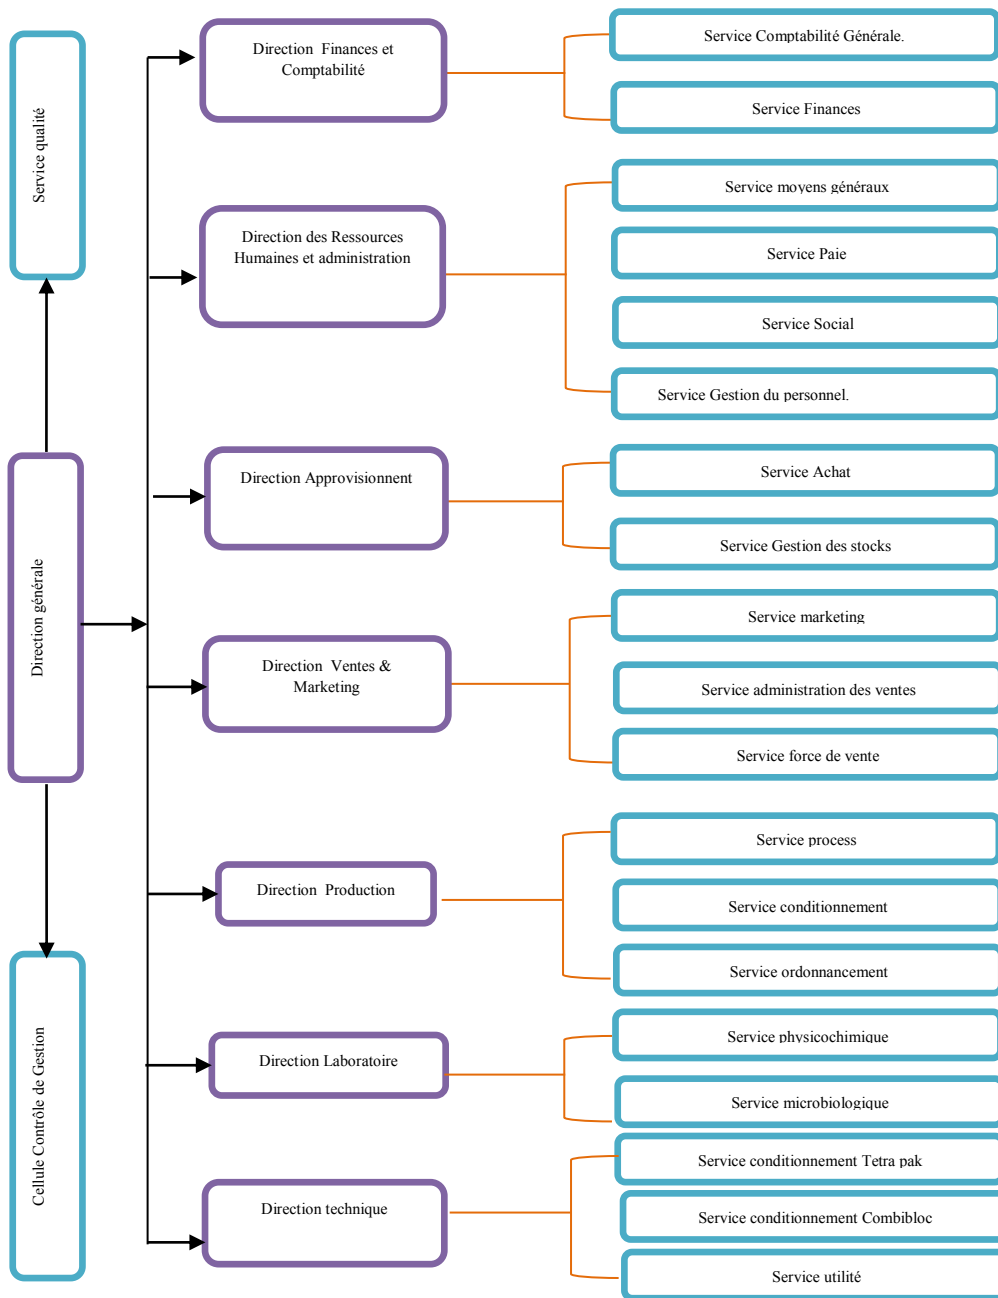 Service qualité
Direction générale
Cellule Contrôle de Gestion
Direction  Finances et
Comptabilité
Service Comptabilité Générale.
Service Finances
Direction des Ressources
Humaines et administration
Service moyens généraux
Service Paie
Service Social
Service Gestion du personnel.
Direction Approvisionnent
Service Achat
Service Gestion des stocks
Direction  Ventes &
Marketing
Service marketing
Service administration des ventes
Service force de vente
Direction  Production
Service process
Service conditionnement
Service ordonnancement
Direction Laboratoire
Service physicochimique
Service microbiologique
Direction technique
Service conditionnement Tetra pak
Service conditionnement Combibloc
Service utilité